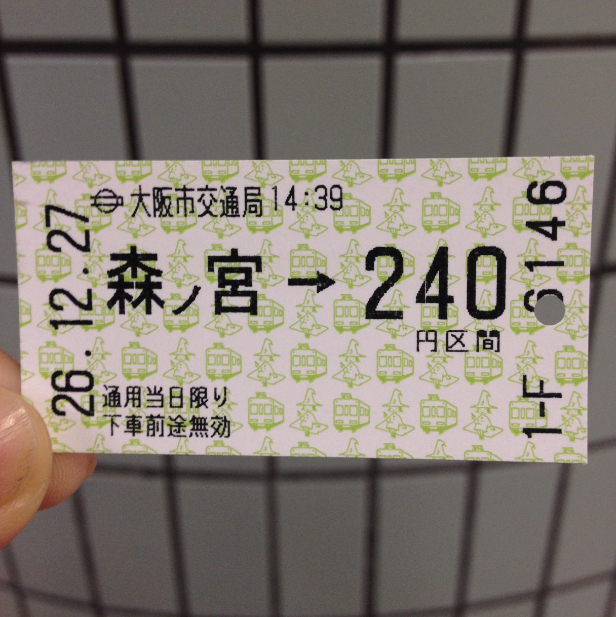 大阪市交通局 14:39
26.12.27
森ノ宮 → 240
円区間
通用当日限り
下車前途無効
6146
1-F